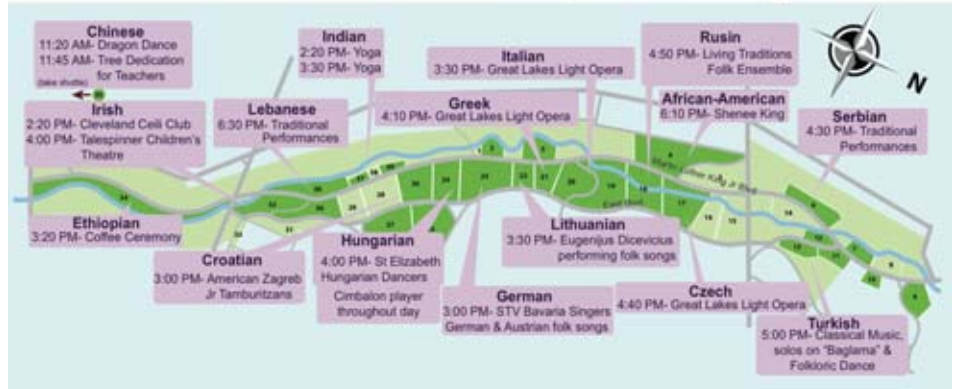 Chinese
11:20 AM- Dragon Dance
11:45 AM- Tree Dedication
for Teachers
(take shuttle)
Irish
2:20 PM- Cleveland Ceili Club
4:00 PM- Talespinner Children's
Theatre
Indian
2:20 PM- Yoga
3:30 PM- Yoga
Lebanese
6:30 PM- Traditional
Performances
Italian
3:30 PM- Great Lakes Light Opera
Greek
4:10 PM- Great Lakes Light Opera
Rusin
4:50 PM- Living Traditions
Folk Ensemble
African-American
6:10 PM- Shenee King
Serbian
4:30 PM- Traditional
Performances
N
Martin Luther King Jr Blvd
East Blvd
Ethiopian
3:20 PM- Coffee Ceremony
Croatian
3:00 PM- American Zagreb
Jr Tamburitzans
Hungarian
4:00 PM- St Elizabeth
Hungarian Dancers
Cimbalon player
throughout day
German
3:00 PM- STV Bavaria Singers
German & Austrian folk songs
Lithuanian
3:30 PM- Eugenijus Dicevicius
performing folk songs
Czech
4:40 PM- Great Lakes Light Opera
Turkish
5:00 PM- Classical Music,
solos on "Baglama" &
Folkloric Dance